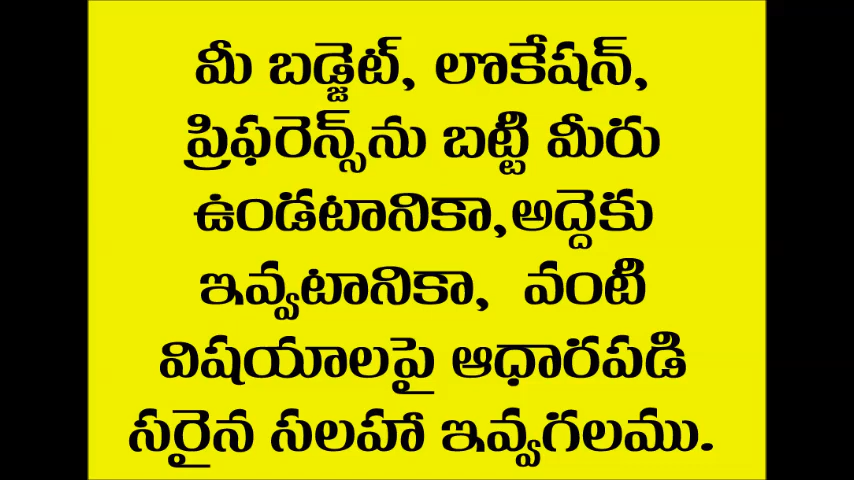 మీ బడ్జెట్, లొకేషన్,
ప్రిఫరెన్స్‌ను బట్టి మీరు
ఉండటానికా,అద్దెకు
ఇవ్వటానికా, వంటి
విషయాలపై ఆధారపడి
సరైన సలహా ఇవ్వగలము.